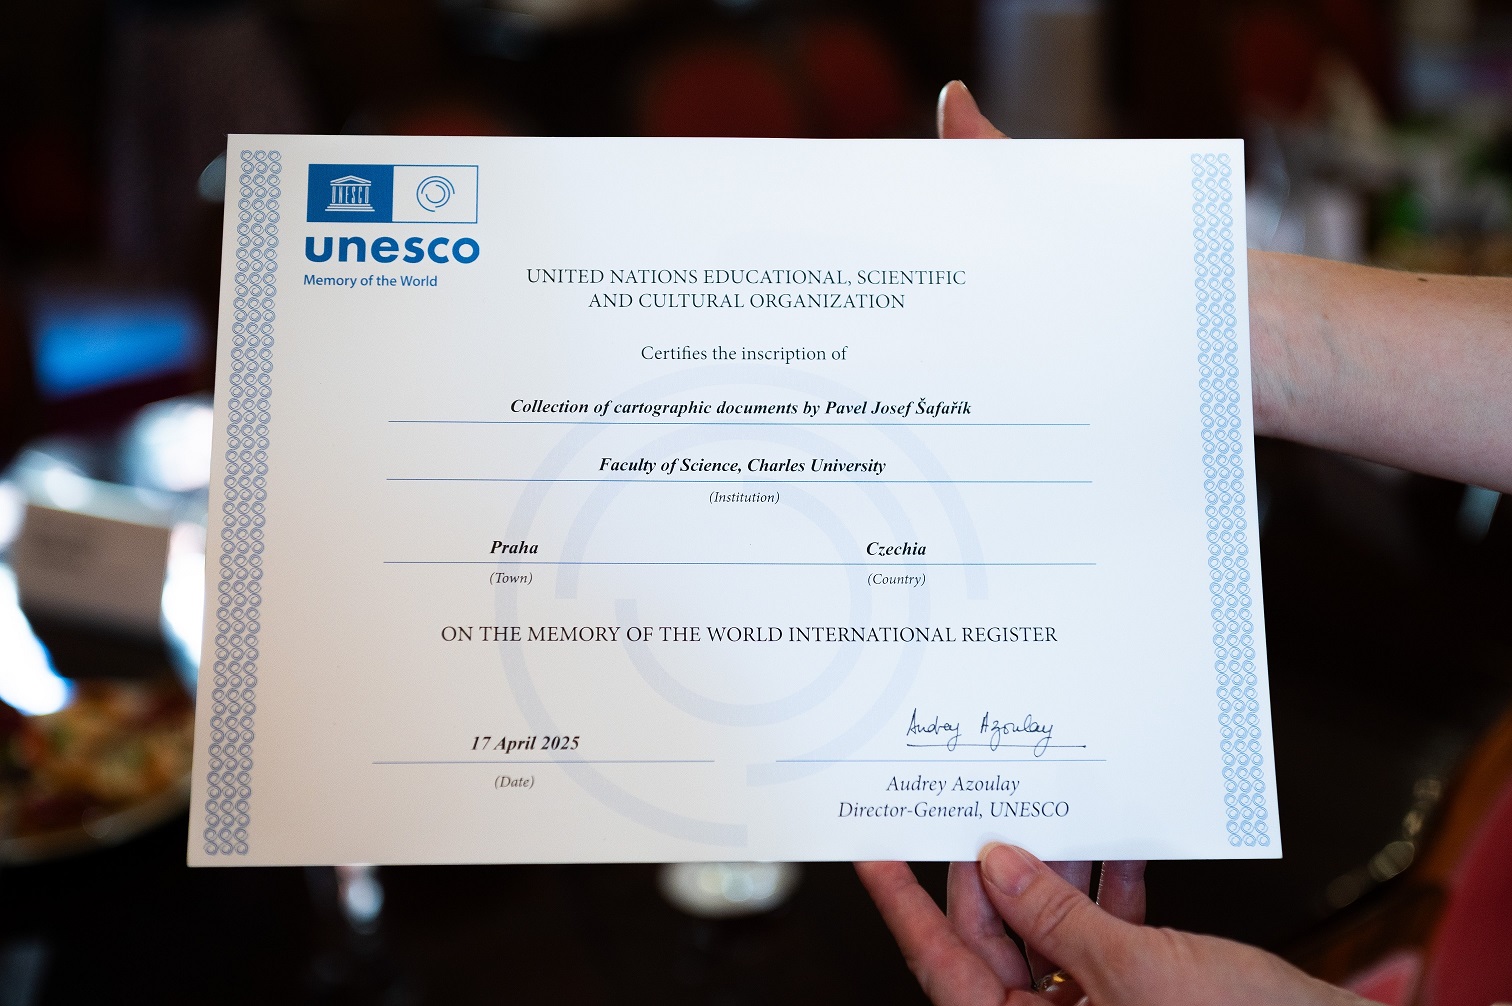 UNESCO
unesco
Memory of the World
UNITED NATIONS EDUCATIONAL, SCIENTIFIC
AND CULTURAL ORGANIZATION
Certifies the inscription of
Collection of cartographic documents by Pavel Josef Šafařík
Faculty of Science, Charles University
(Institution)
Praha Czechia
(Town) (Country)
ON THE MEMORY OF THE WORLD INTERNATIONAL REGISTER
Audrey Azoulay
17 April 2025
(Date)
Audrey Azoulay
Director-General, UNESCO